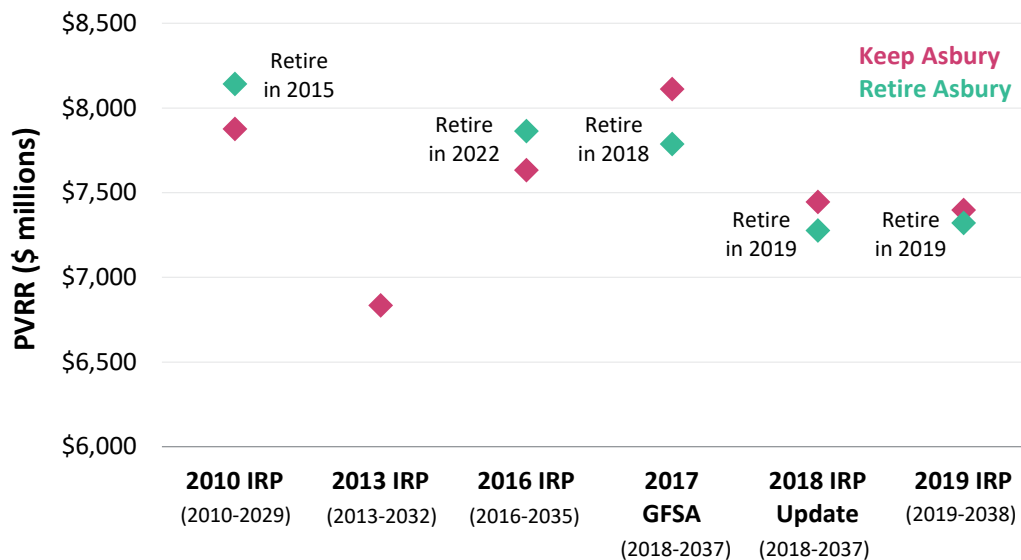 $8,500
$8,000
$7,500
$7,000
$6,500
$6,000
PVRR ($ millions)
Keep Asbury
Retire Asbury
Retire
in 2015
Retire
in 2022
Retire
in 2018
Retire
in 2019
Retire
in 2019
2010 IRP
(2010-2029)
2013 IRP
(2013-2032)
2016 IRP
(2016-2035)
2017
GFSA
(2018-2037)
2018 IRP
Update
(2018-2037)
2019 IRP
(2019-2038)